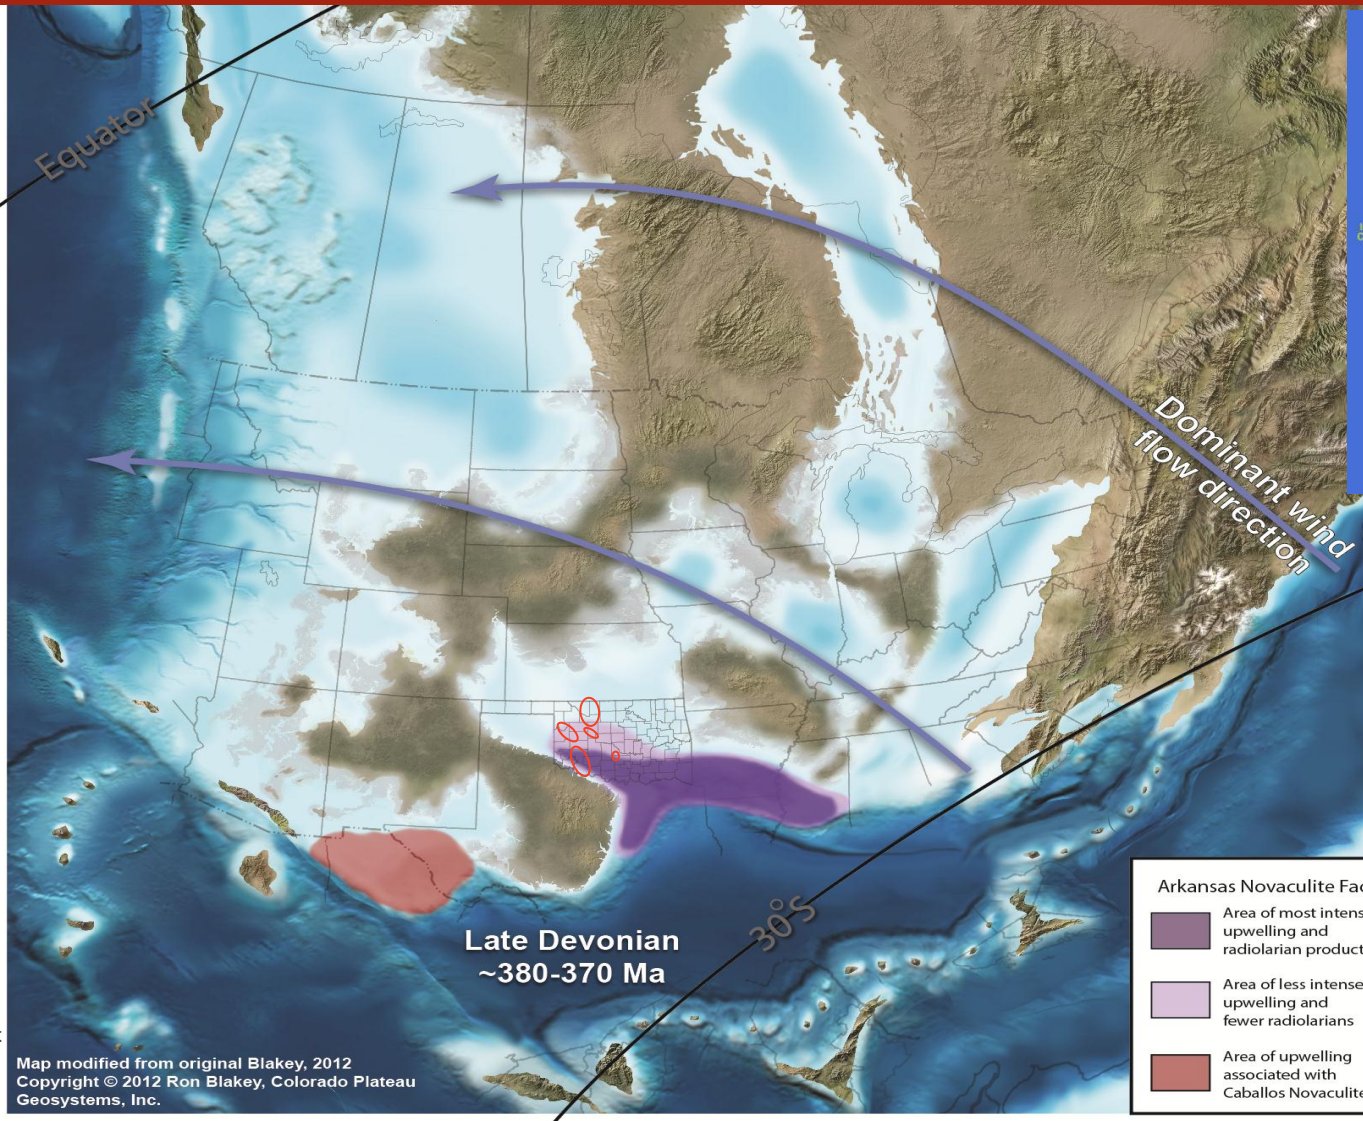 Equator
Dominant wind
flow direction
30°S
Late Devonian
~380-370 Ma
Map modified from original Blakey, 2012
Copyright © 2012 Ron Blakey, Colorado Plateau
Geosystems, Inc.
Arkansas Novaculite Fac
Area of most intens
upwelling and
radiolarian product
Area of less intense
upwelling and
fewer radiolarians
Area of upwelling
associated with
Caballos Novaculite